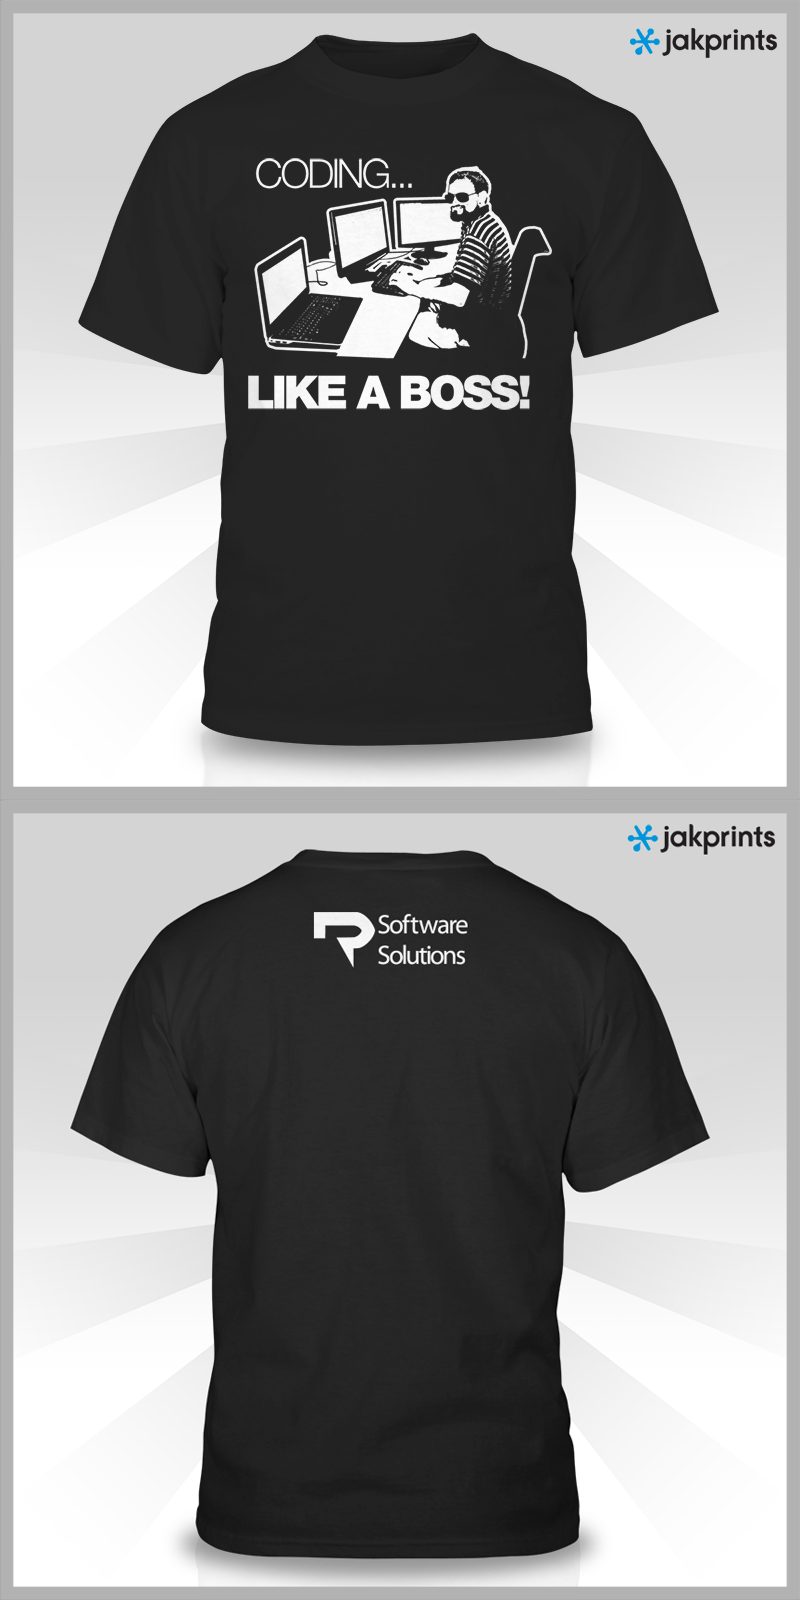 jakprints
CODING...
LIKE A BOSS!
jakprints
Software
Solutions